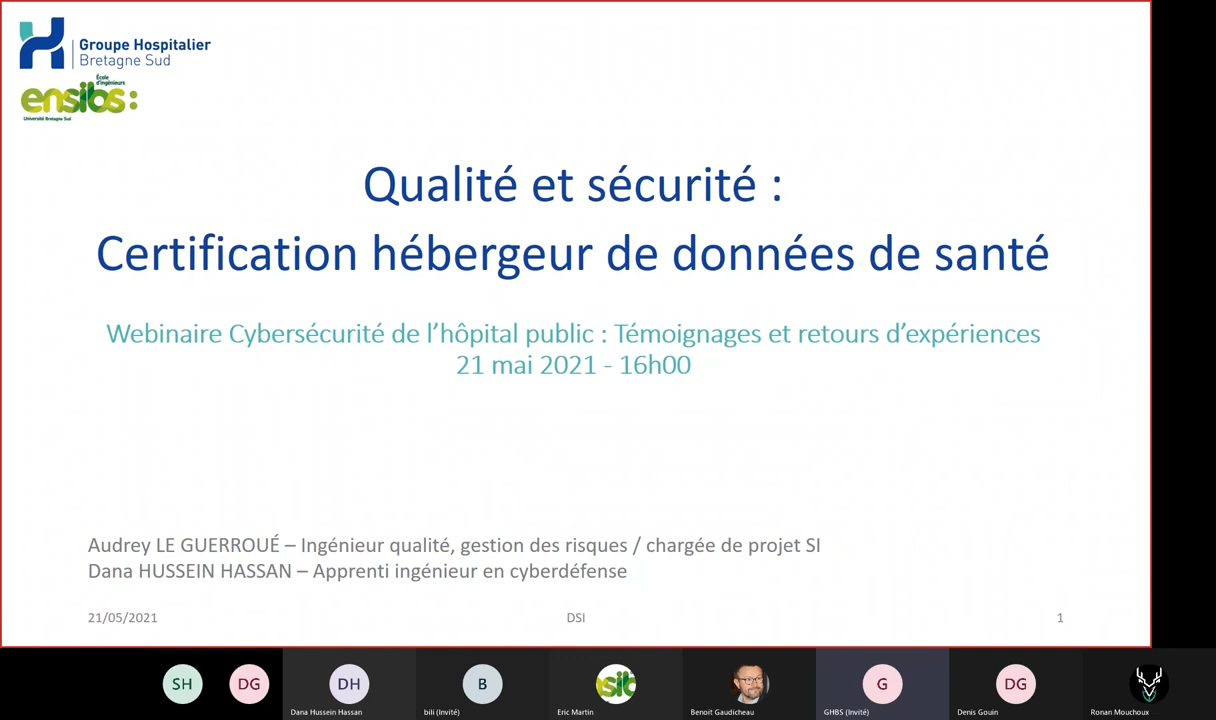 Groupe Hospitalier
Bretagne Sud
École
d'ingénieurs
ensibs:
Université Bretagne Sud
Qualité et sécurité :
Certification hébergeur de données de santé
Webinaire Cybersécurité de l'hôpital public : Témoignages et retours d'expériences
21 mai 2021 - 16h00
Audrey LE GUERROUÉ – Ingénieur qualité, gestion des risques / chargée de projet SI
Dana HUSSEIN HASSAN – Apprenti ingénieur en cyberdéfense
21/05/2021 DSI 1
SH DG DH B sib G DG
Dana Hussein Hassan bili (Invité) Eric Martin Benoit Gaudicheau GHBS (Invité) Denis Gouin Ronan Mouchoux